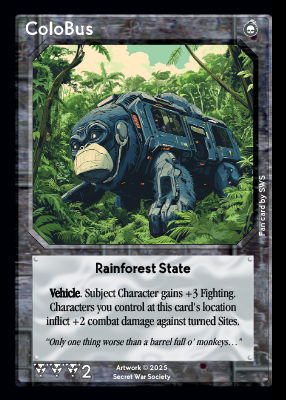 ColoBus
Fan card by SWS
Rainforest State
Vehicle. Subject Character gains +3 Fighting.
Characters you control at this card's location
inflict +2 combat damage against turned Sites.
"Only one thing worse than a barrel full o' monkeys…"
2
Artwork © 2025
Secret War Society